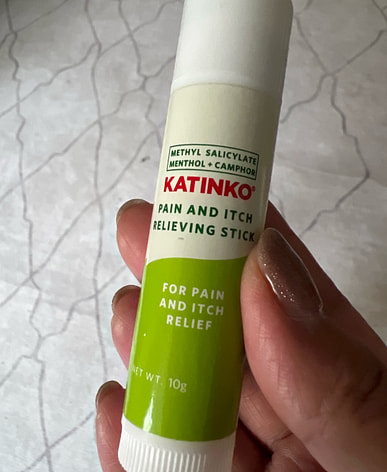 METHYL SALICYLATE
MENTHOL + CAMPHOR
KATINKO®
PAIN AND ITCH
RELIEVING STICK
FOR PAIN
AND ITCH
RELIEF
NET WT. 10g